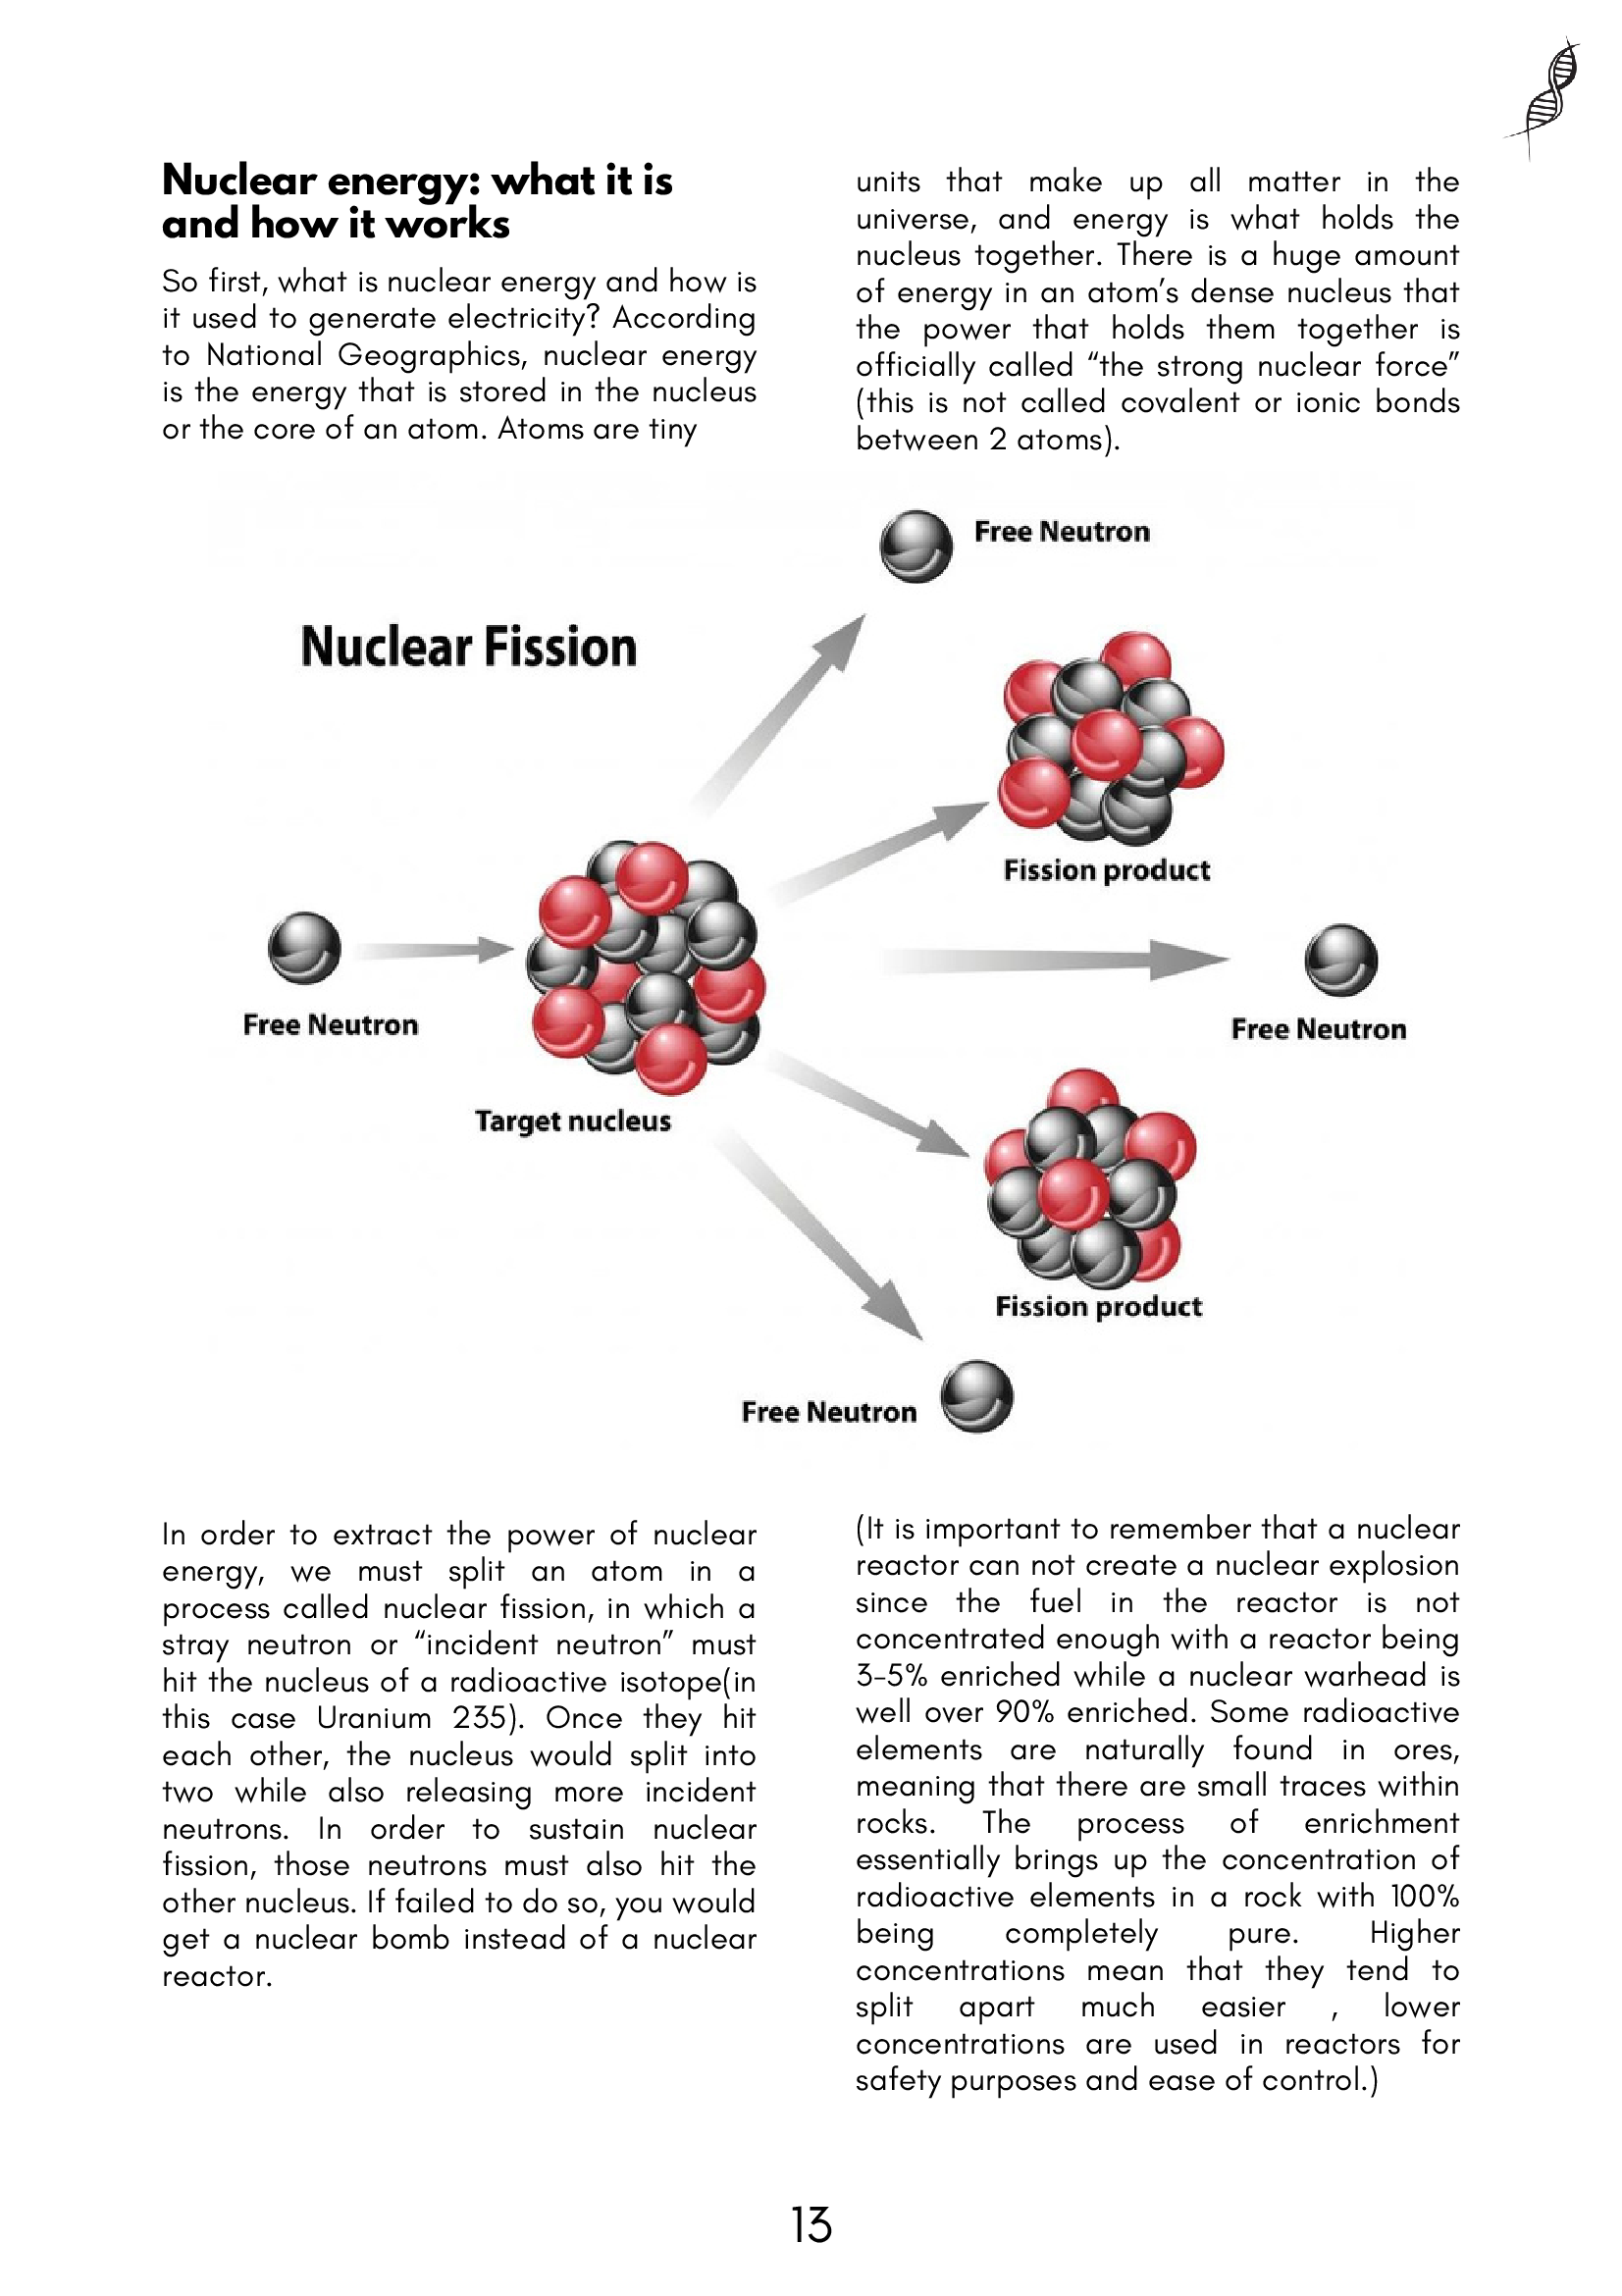 Nuclear energy: what it is
and how it works
So first, what is nuclear energy and how is
it used to generate electricity? According
to National Geographics, nuclear energy
is the energy that is stored in the nucleus
or the core of an atom. Atoms are tiny
units that make up all matter in the
universe, and energy is what holds the
nucleus together. There is a huge amount
of energy in an atom’s dense nucleus that
the power that holds them together is
officially called “the strong nuclear force”
(this is not called covalent or ionic bonds
between 2 atoms).
Free Neutron
Nuclear Fission
Fission product
Free Neutron
Free Neutron
Target nucleus
Fission product
Free Neutron
In order to extract the power of nuclear
energy, we must split an atom in a
process called nuclear fission, in which a
stray neutron or “incident neutron” must
hit the nucleus of a radioactive isotope(in
this case Uranium 235). Once they hit
each other, the nucleus would split into
two while also releasing more incident
neutrons. In order to sustain nuclear
fission, those neutrons must also hit the
other nucleus. If failed to do so, you would
get a nuclear bomb instead of a nuclear
reactor.
(It is important to remember that a nuclear
reactor can not create a nuclear explosion
since the fuel in the reactor is not
concentrated enough with a reactor being
3-5% enriched while a nuclear warhead is
well over 90% enriched. Some radioactive
elements are naturally found in ores,
meaning that there are small traces within
rocks. The process of enrichment
essentially brings up the concentration of
radioactive elements in a rock with 100%
being completely pure. Higher
concentrations mean that they tend to
split apart much easier , lower
concentrations are used in reactors for
safety purposes and ease of control.)
13